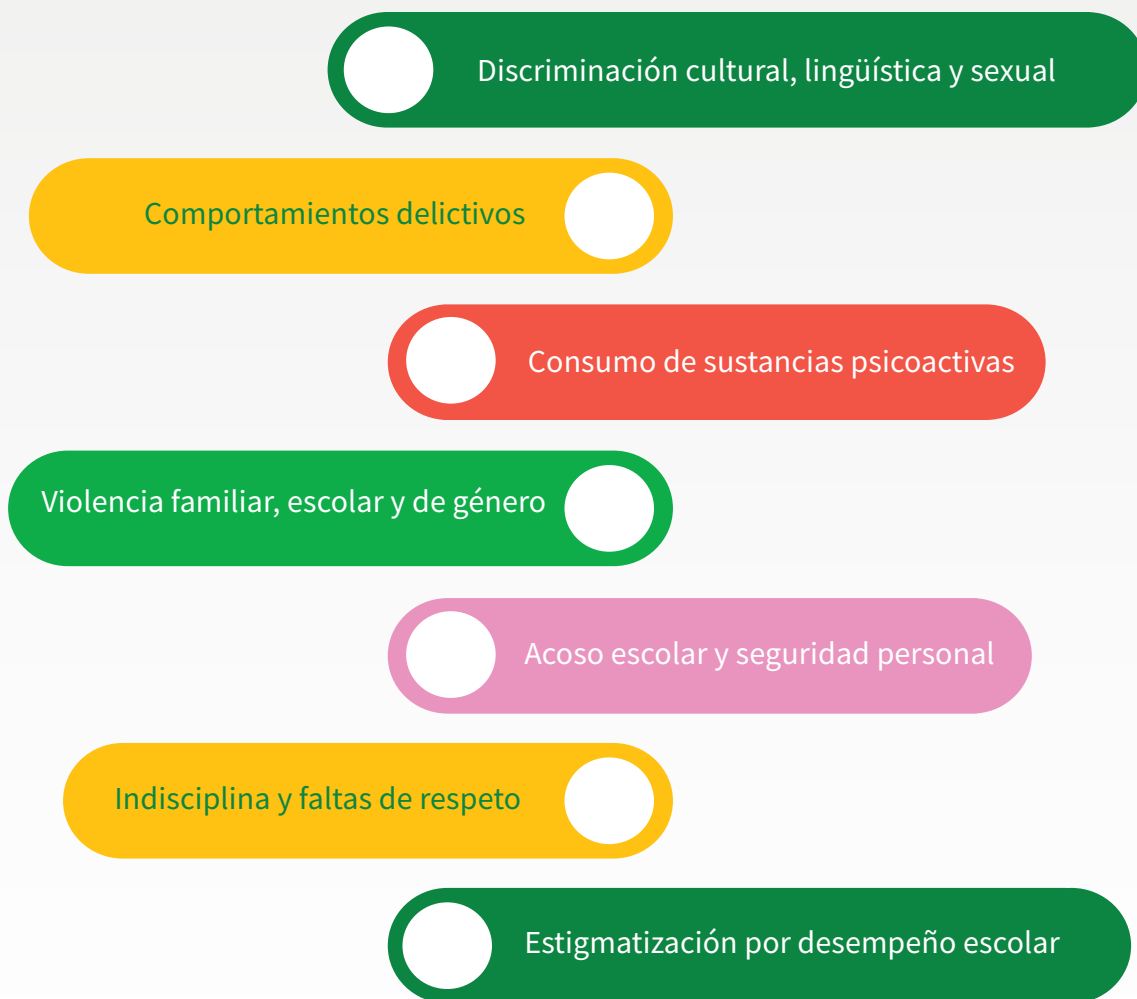 Discriminación cultural, lingüística y sexual
Comportamientos delictivos
Consumo de sustancias psicoactivas
Violencia familiar, escolar y de género
Acoso escolar y seguridad personal
Indisciplina y faltas de respeto
Estigmatización por desempeño escolar